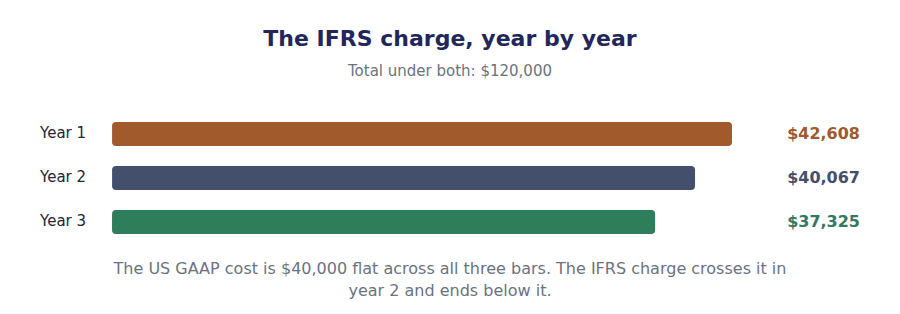 The IFRS charge, year by year
Total under both: $120,000
Year 1 $42,608
Year 2 $40,067
Year 3 $37,325
The US GAAP cost is $40,000 flat across all three bars. The IFRS charge crosses it in
year 2 and ends below it.